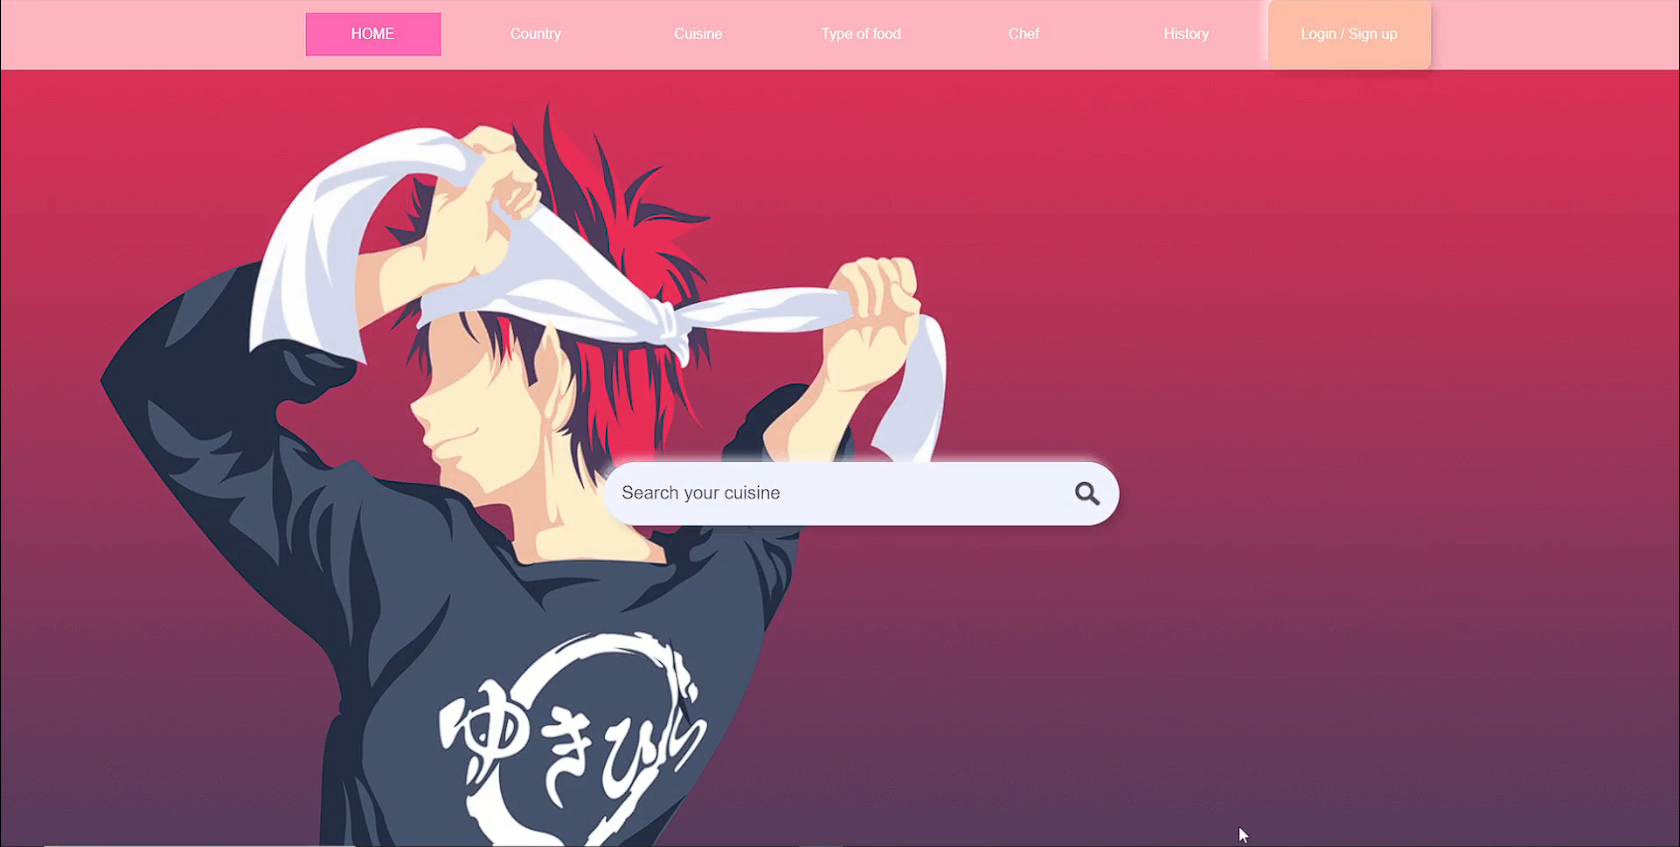 HOME Country Cuisine Type of food Chef History Login / Sign up
Search your cuisine
ゆきひら